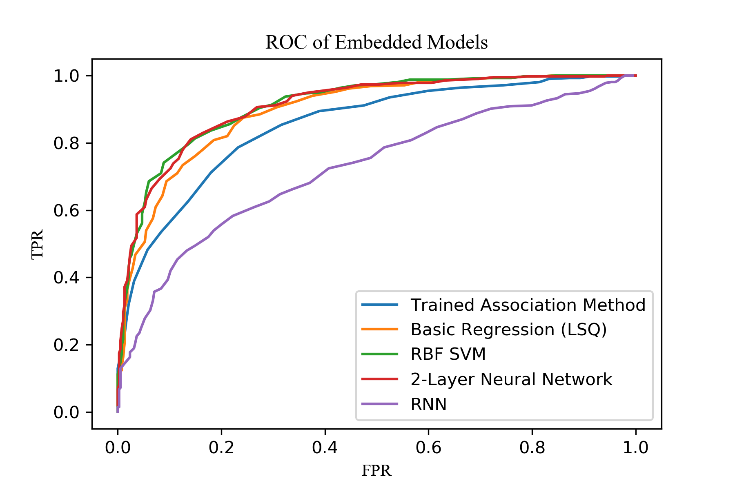 ROC of Embedded Models
1.0
0.8
0.6
0.4
0.2
0.0
TPR
Trained Association Method
Basic Regression (LSQ)
RBF SVM
2-Layer Neural Network
RNN
0.0 0.2 0.4 0.6 0.8 1.0
FPR